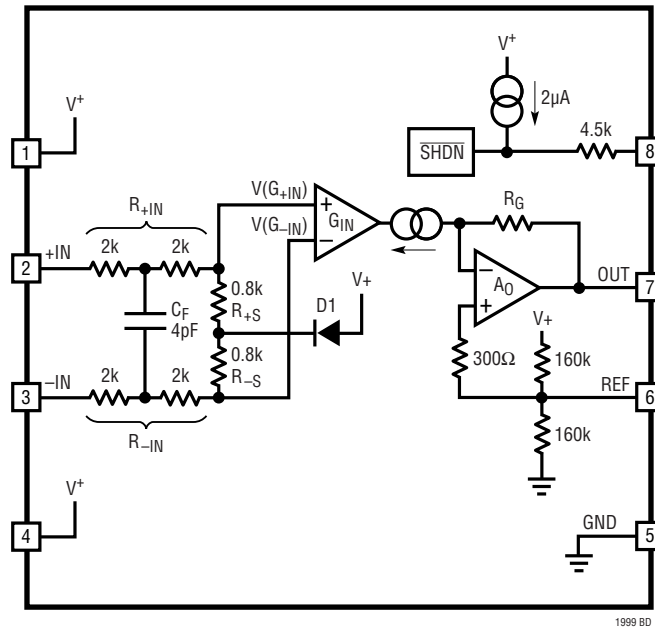 V+
2µA
V+
4.5k
1
SHDN
8
R+IN
V(G+IN)
+
GIN
RG
V(G–IN)
–
2k
2k
2
+IN
–
AO
+
OUT
7
0.8k
R+S
V+
CF
4pF
D1
V+
0.8k
R–S
300Ω
160k
2k
2k
REF
3
–IN
6
R–IN
160k
V+
4
GND
5
1999 BD